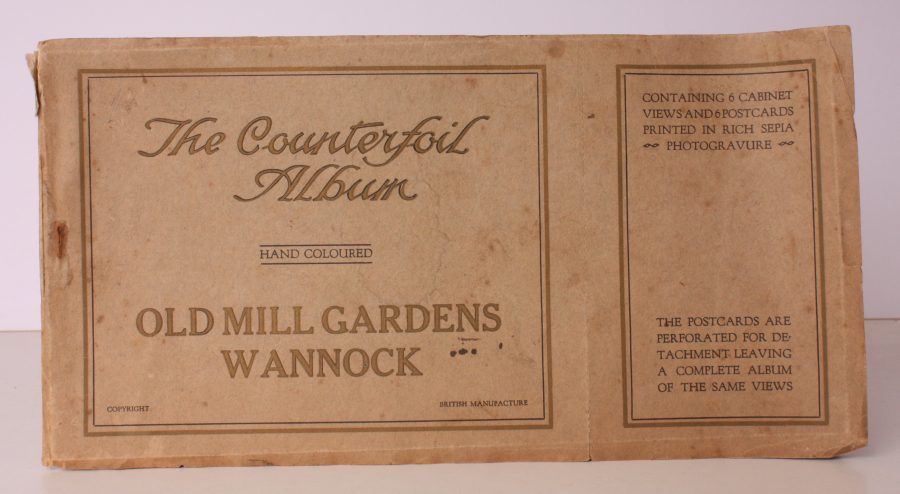 The Counterfoil
Album
HAND COLOURED
OLD MILL GARDENS
WANNOCK
COPYRIGHT
BRITISH MANUFACTURE
CONTAINING 6 CABINET
VIEWS AND 6 POSTCARDS
PRINTED IN RICH SEPIA
PHOTOGRAVURE
THE POSTCARDS ARE
PERFORATED FOR DE-
TACHMENT LEAVING
A COMPLETE ALBUM
OF THE SAME VIEWS